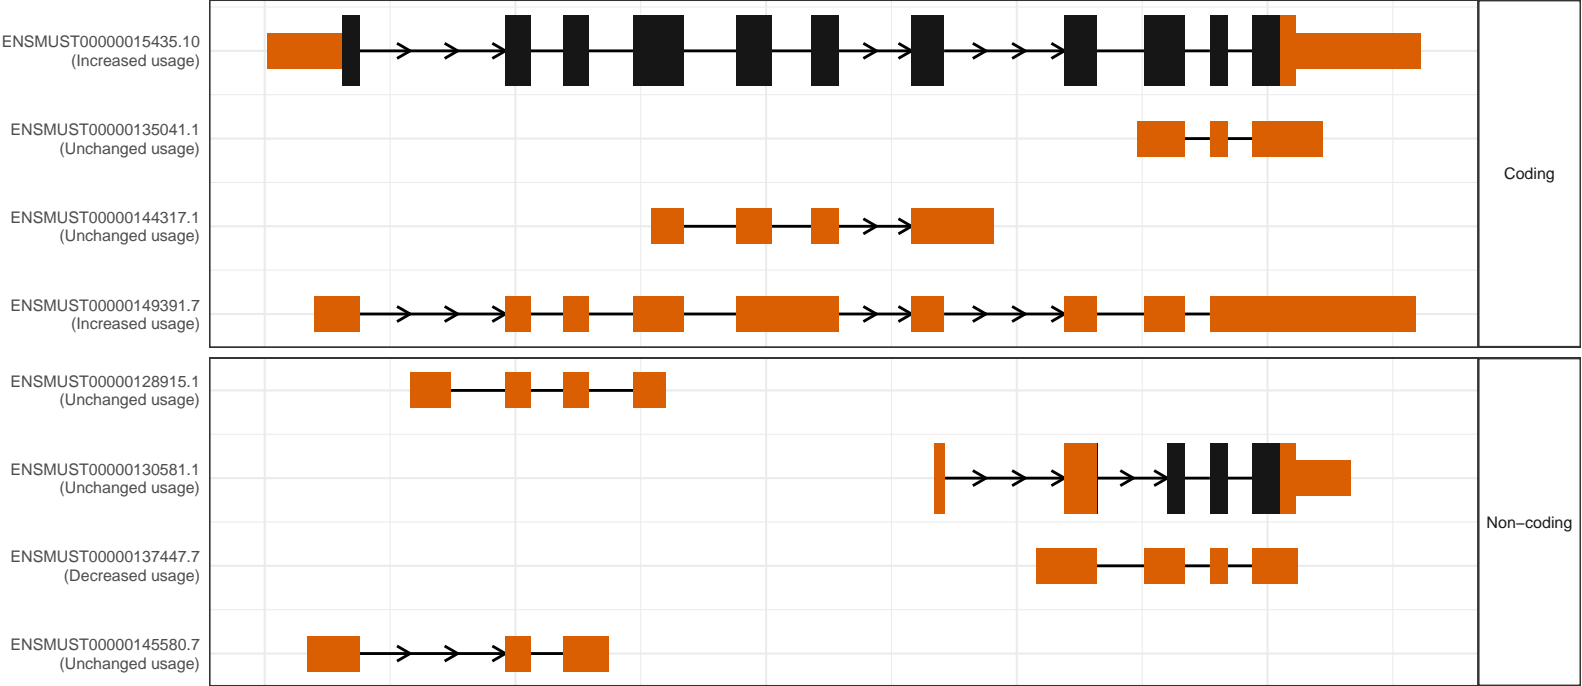 ENSMUST00000015435.10
(Increased usage)
ENSMUST00000135041.1
(Unchanged usage)
ENSMUST00000144317.1
(Unchanged usage)
ENSMUST00000149391.7
(Increased usage)
Coding
ENSMUST00000128915.1
(Unchanged usage)
ENSMUST00000130581.1
(Unchanged usage)
ENSMUST00000137447.7
(Decreased usage)
ENSMUST00000145580.7
(Unchanged usage)
Non−coding